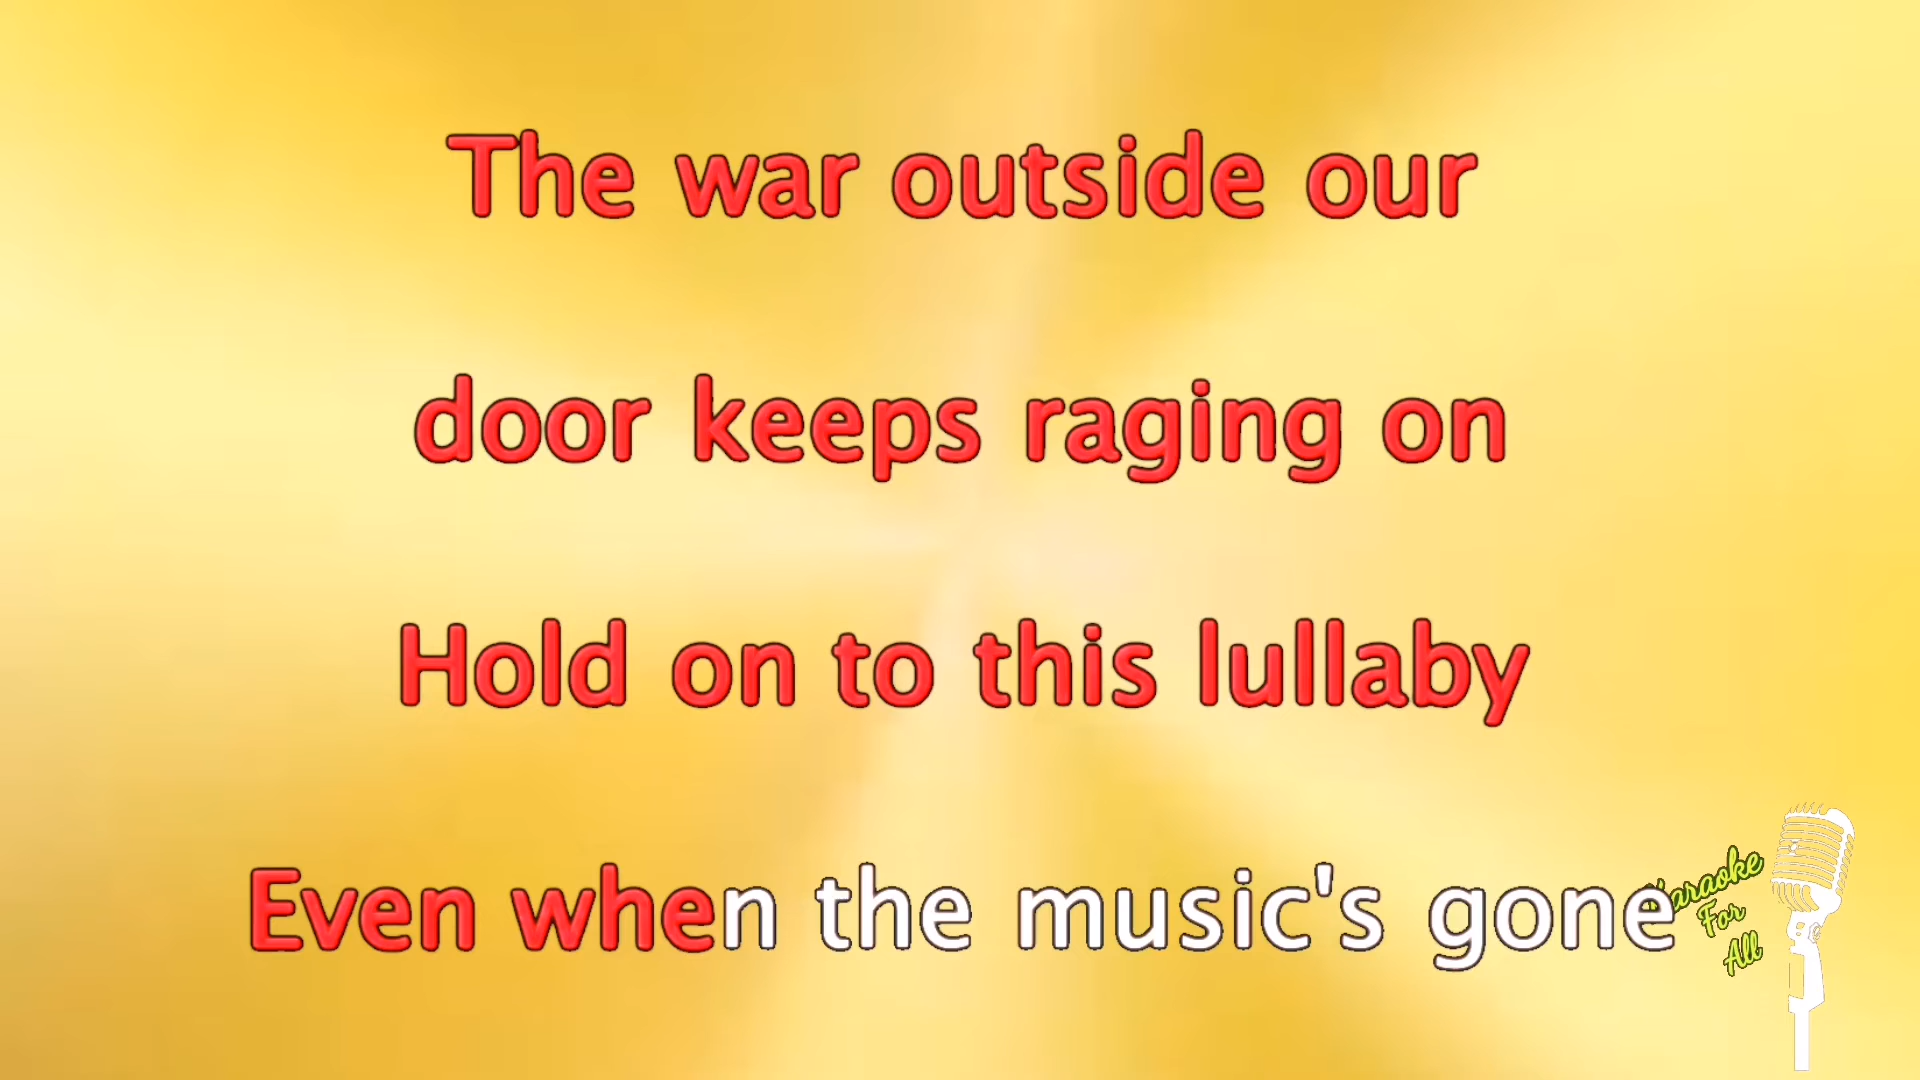 The war outside our
door keeps raging on
Hold on to this lullaby
Even when the music's gone
Karaoke
For
All